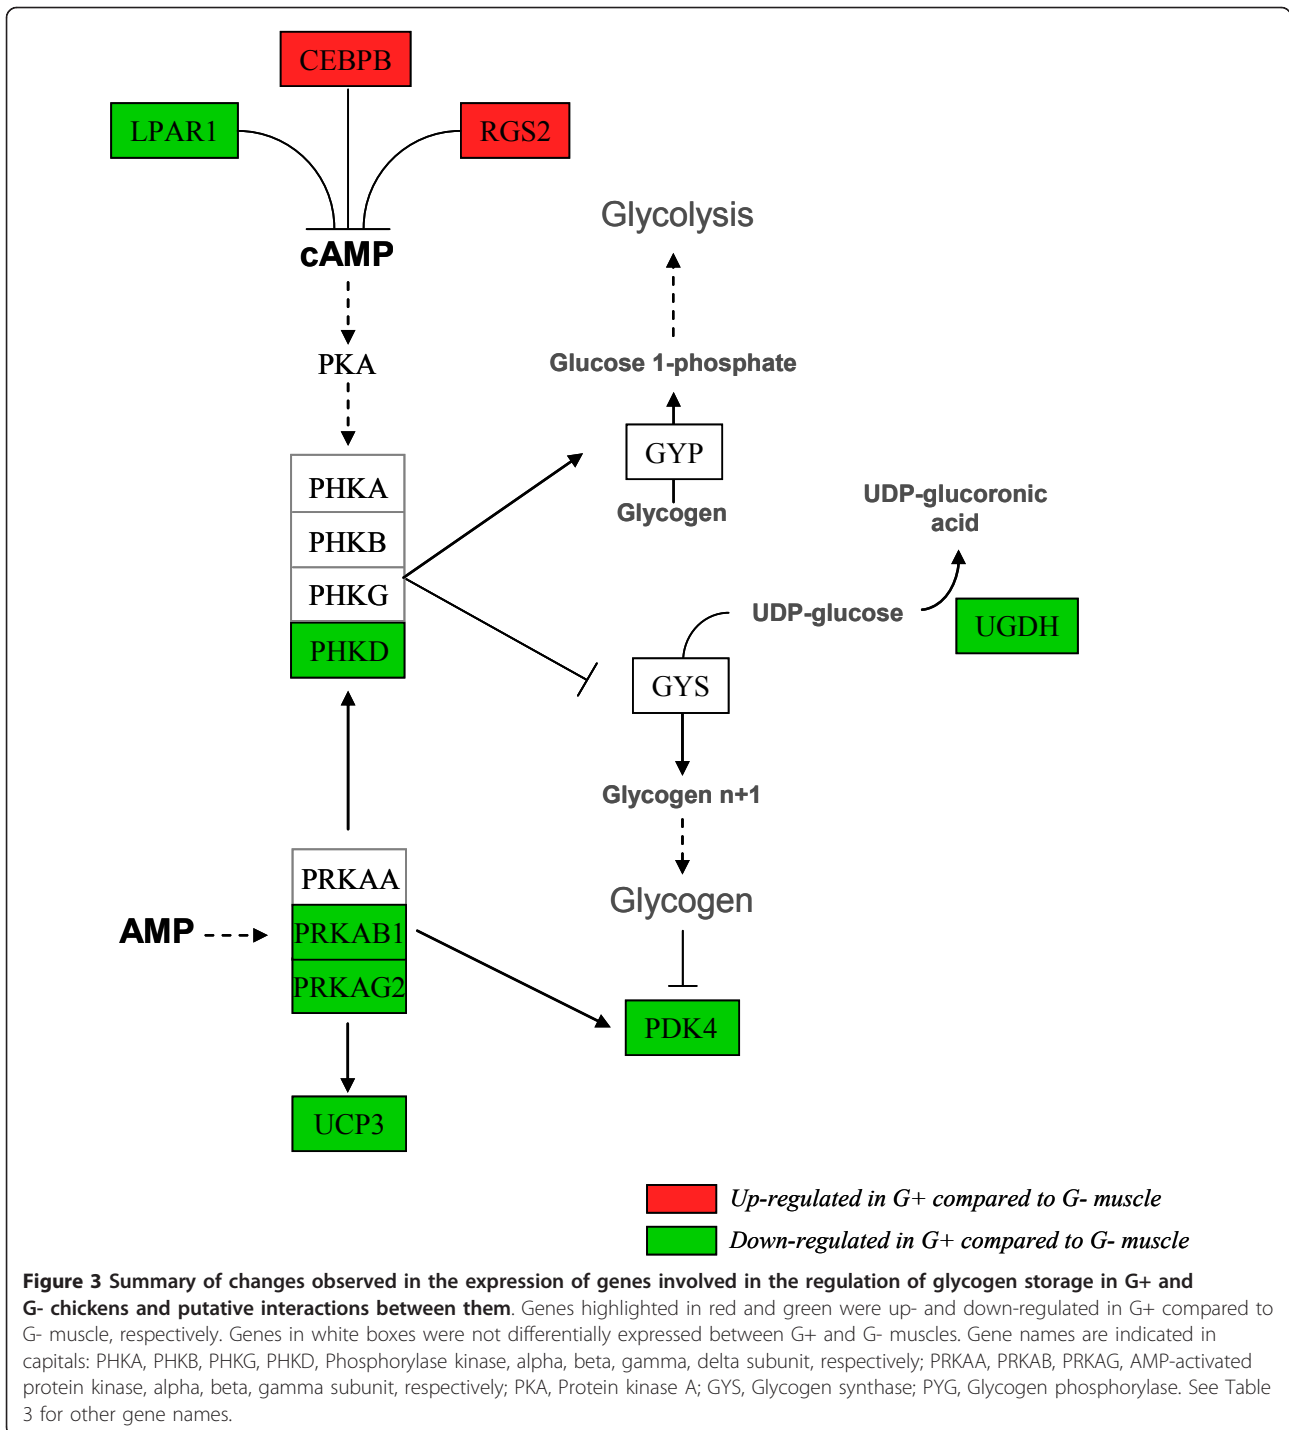 CEBPB
LPAR1
RGS2
cAMP
PKA
PHKA
PHKB
PHKG
PHKD
Glycolysis
Glucose 1-phosphate
GYP
Glycogen
UDP-glucoronic
acid
UDP-glucose
UGDH
GYS
Glycogen n+1
Glycogen
AMP
PRKAA
PRKAB1
PRKAG2
PDK4
UCP3
Up-regulated in G+ compared to G- muscle
Down-regulated in G+ compared to G- muscle
Figure 3 Summary of changes observed in the expression of genes involved in the regulation of glycogen storage in G+ and
G- chickens and putative interactions between them. Genes highlighted in red and green were up- and down-regulated in G+ compared to
G- muscle, respectively. Genes in white boxes were not differentially expressed between G+ and G- muscles. Gene names are indicated in
capitals: PHKA, PHKB, PHKG, PHKD, Phosphorylase kinase, alpha, beta, gamma, delta subunit, respectively; PRKAA, PRKAB, PRKAG, AMP-activated
protein kinase, alpha, beta, gamma subunit, respectively; PKA, Protein kinase A; GYS, Glycogen synthase; PYG, Glycogen phosphorylase. See Table
3 for other gene names.